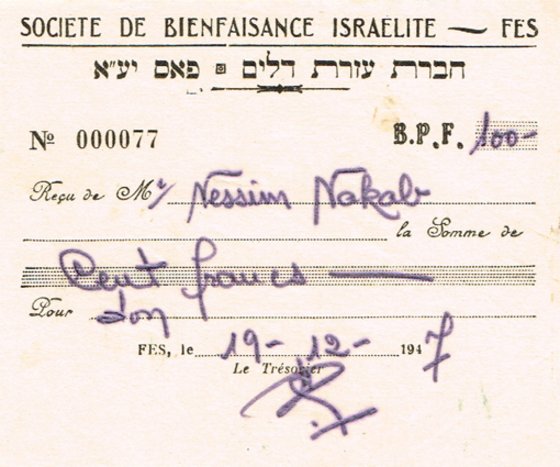 SOCIETE DE BIENFAISANCE ISRAËLITE — FES
חברת עזרת דלים • פאס יע״א
Nº 000077 B.P.F. 100-
Reçu de Mr/ Nessim Nakab
la Somme de
Cent francs —
Pour don
FES, le 19- 12- 1947
Le Trésorier